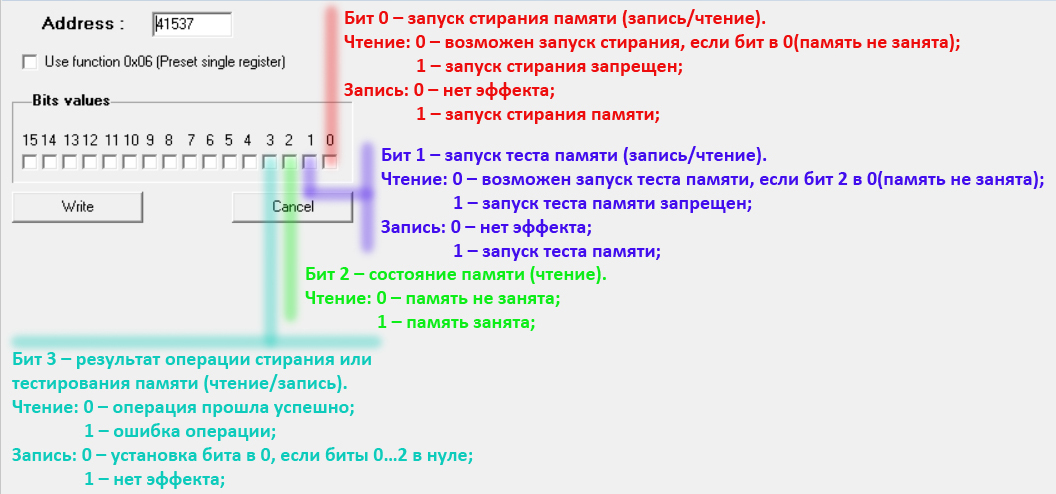 Address :
41537
Use function 0x06 (Preset single register)
Bits values
15 14 13 12 11 10 9 8 7 6 5 4 3 2 1 0
Write
Cancel
Бит 0 – запуск стирания памяти (запись/чтение).
Чтение: 0 – возможен запуск стирания, если бит в 0(память не занята);
1 – запуск стирания запрещен;
Запись: 0 – нет эффекта;
1 – запуск стирания памяти;
Бит 1 – запуск теста памяти (запись/чтение).
Чтение: 0 – возможен запуск теста памяти, если бит 2 в 0(память не занята);
1 – запуск теста памяти запрещен;
Запись: 0 – нет эффекта;
1 – запуск теста памяти;
Бит 2 – состояние памяти (чтение).
Чтение: 0 – память не занята;
1 – память занята;
Бит 3 – результат операции стирания или
тестирования памяти (чтение/запись).
Чтение: 0 – операция прошла успешно;
1 – ошибка операции;
Запись: 0 – установка бита в 0, если биты 0…2 в нуле;
1 – нет эффекта;